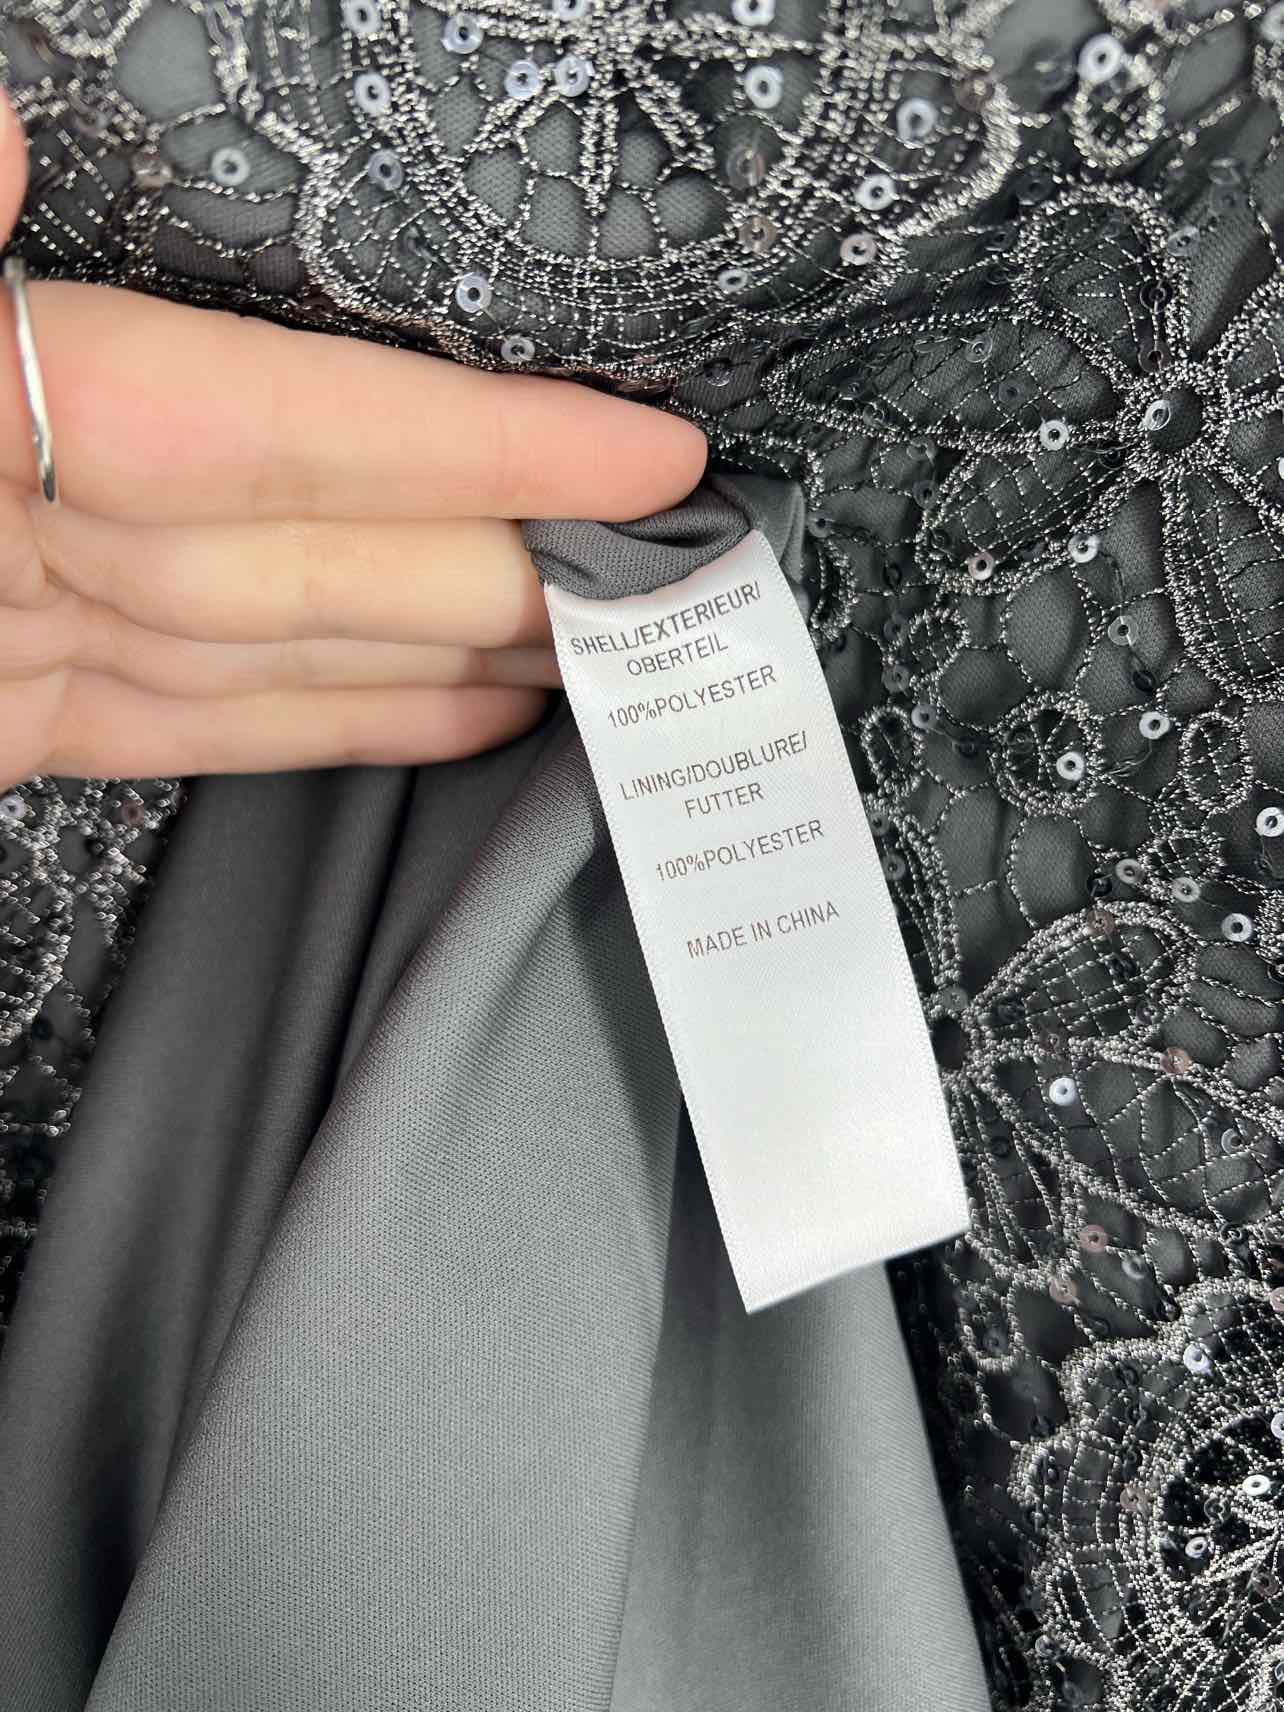 SHELL/EXTERIEUR/
OBERTEIL
100%POLYESTER
LINING/DOUBLURE/
FUTTER
100%POLYESTER
MADE IN CHINA